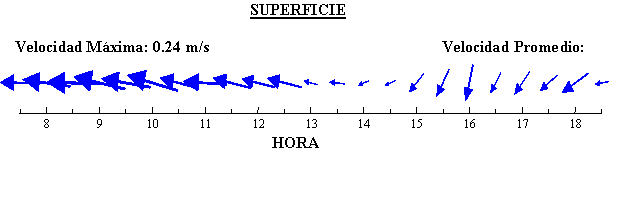 SUPERFICIE
Velocidad Máxima: 0.24 m/s Velocidad Promedio:
8 9 10 11 12 13 14 15 16 17 18
HORA